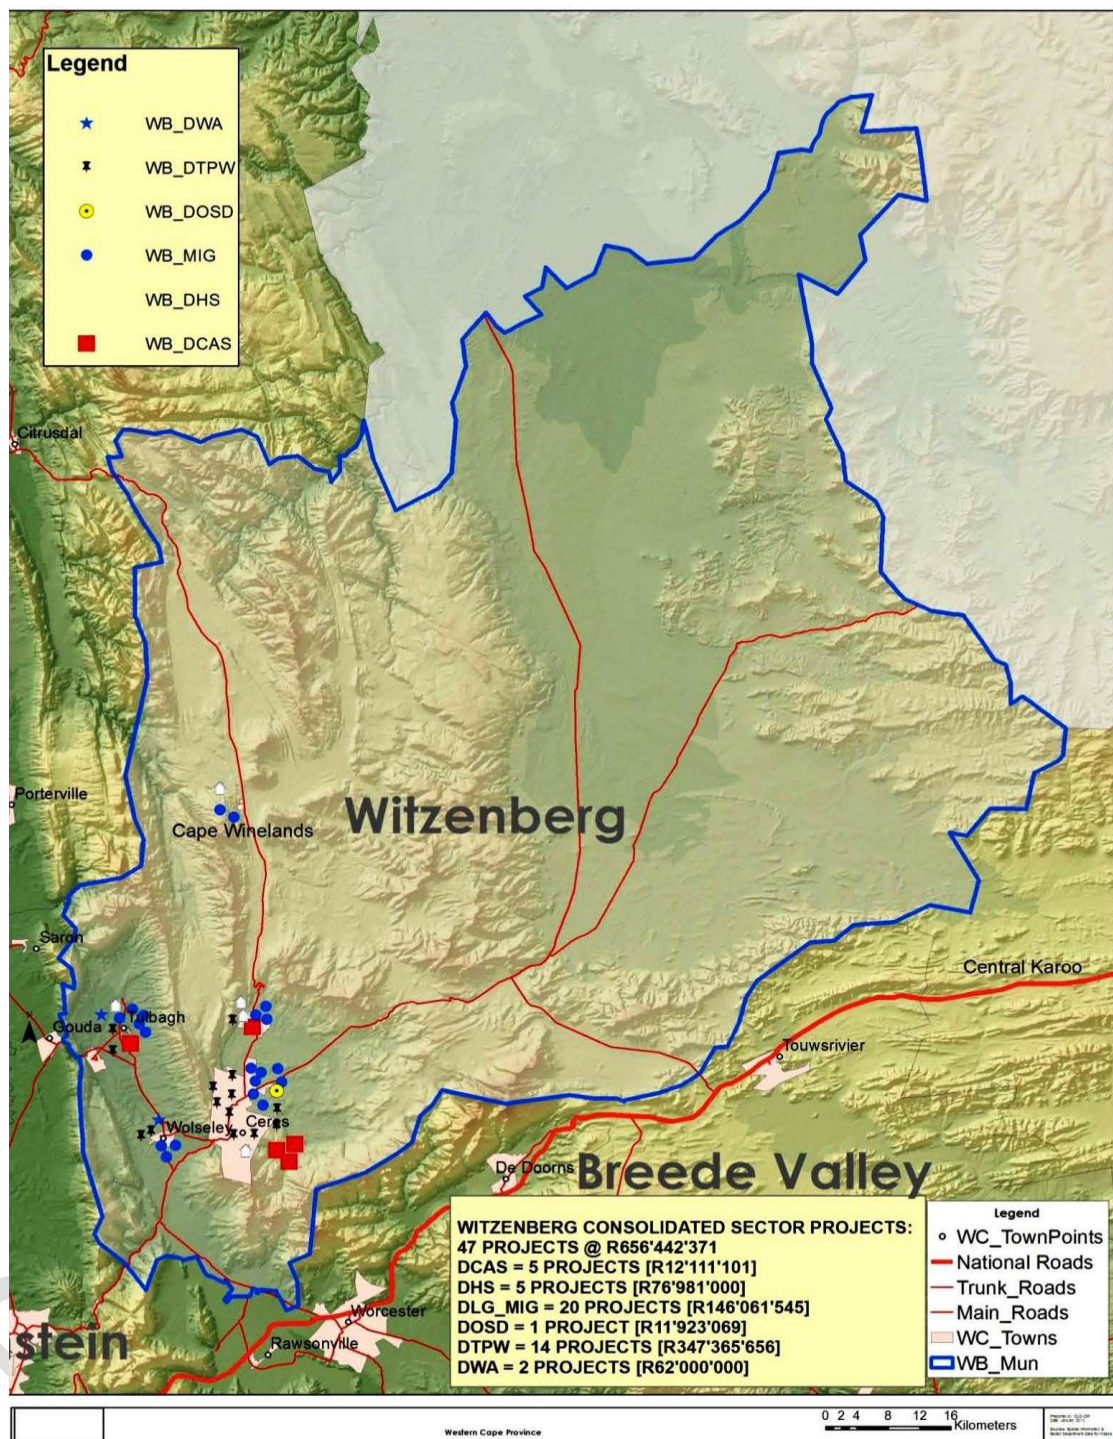 Legend
WB_DWA
WB_DTPW
WB_DOSD
WB_MIG
WB_DHS
WB_DCAS
Citrusdal
Porterville
Cape Winelands
Witzenberg
Saron
Central Karoo
N
Gouda
Tulbagh
Touwsrivier
Wolseley
Ceres
De Doorns
Breede Valley
WITZENBERG CONSOLIDATED SECTOR PROJECTS:
47 PROJECTS @ R656'442'371
DCAS = 5 PROJECTS [R12'111'101]
DHS = 5 PROJECTS [R76'981'000]
DLG_MIG = 20 PROJECTS [R146'061'545]
DOSD = 1 PROJECT [R11'923'069]
DTPW = 14 PROJECTS [R347'365'656]
DWA = 2 PROJECTS [R62'000'000]
Legend
WC_TownPoints
National Roads
Trunk_Roads
Main_Roads
WC_Towns
WB_Mun
Worcester
Rawsonville
stein
0 2 4 8 12 16
Kilometers
Western Cape Province